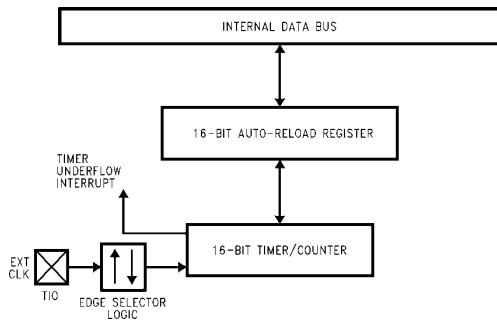 INTERNAL DATA BUS
16-BIT AUTO-RELOAD REGISTER
TIMER
UNDERFLOW
INTERRUPT
16-BIT TIMER/COUNTER
EXT
CLK
TIO
EDGE SELECTOR
LOGIC